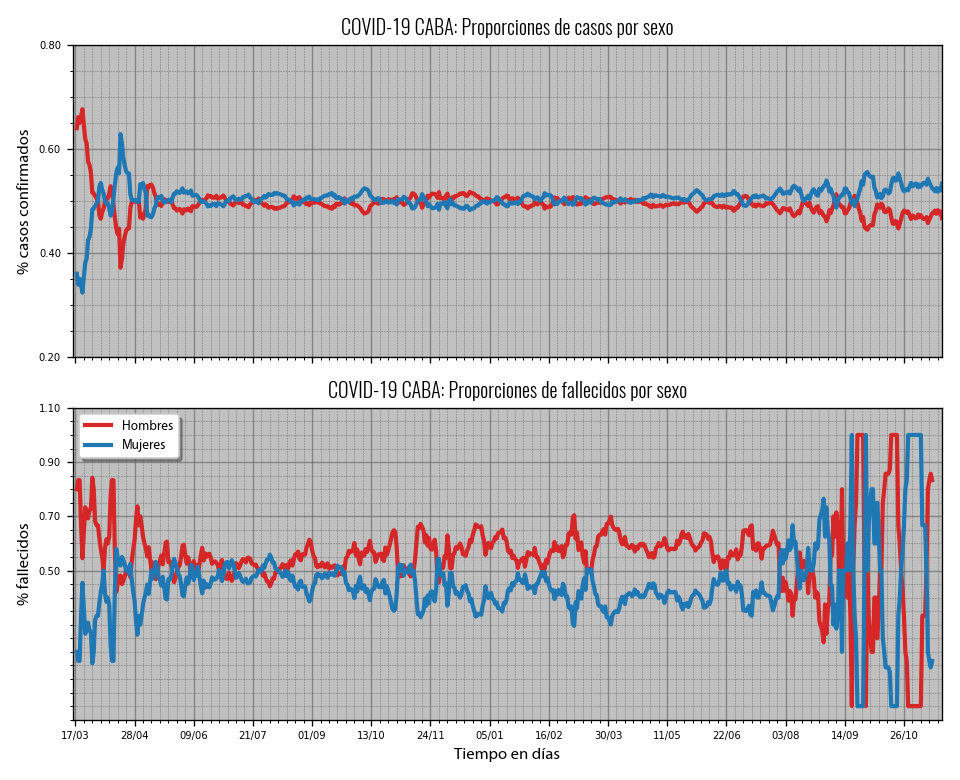 COVID-19 CABA: Proporciones de casos por sexo
0.80
0.60
0.40
0.20
% casos confirmados
COVID-19 CABA: Proporciones de fallecidos por sexo
1.10
0.90
0.70
0.50
% fallecidos
Hombres
Mujeres
17/03 28/04 09/06 21/07 01/09 13/10 24/11 05/01 16/02 30/03 11/05 22/06 03/08 14/09 26/10
Tiempo en días